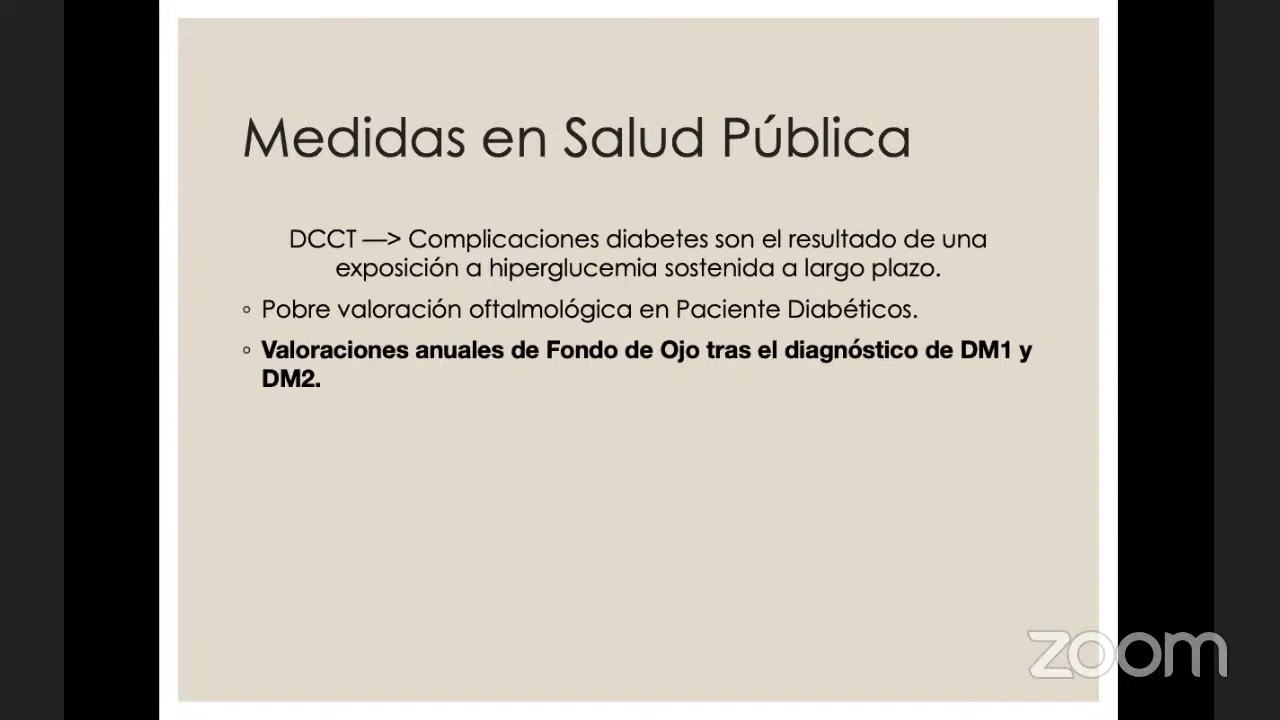 Medidas en Salud Pública
DCCT —> Complicaciones diabetes son el resultado de una
exposición a hiperglucemia sostenida a largo plazo.
◦ Pobre valoración oftalmológica en Paciente Diabéticos.
◦ Valoraciones anuales de Fondo de Ojo tras el diagnóstico de DM1 y
DM2.
zoom